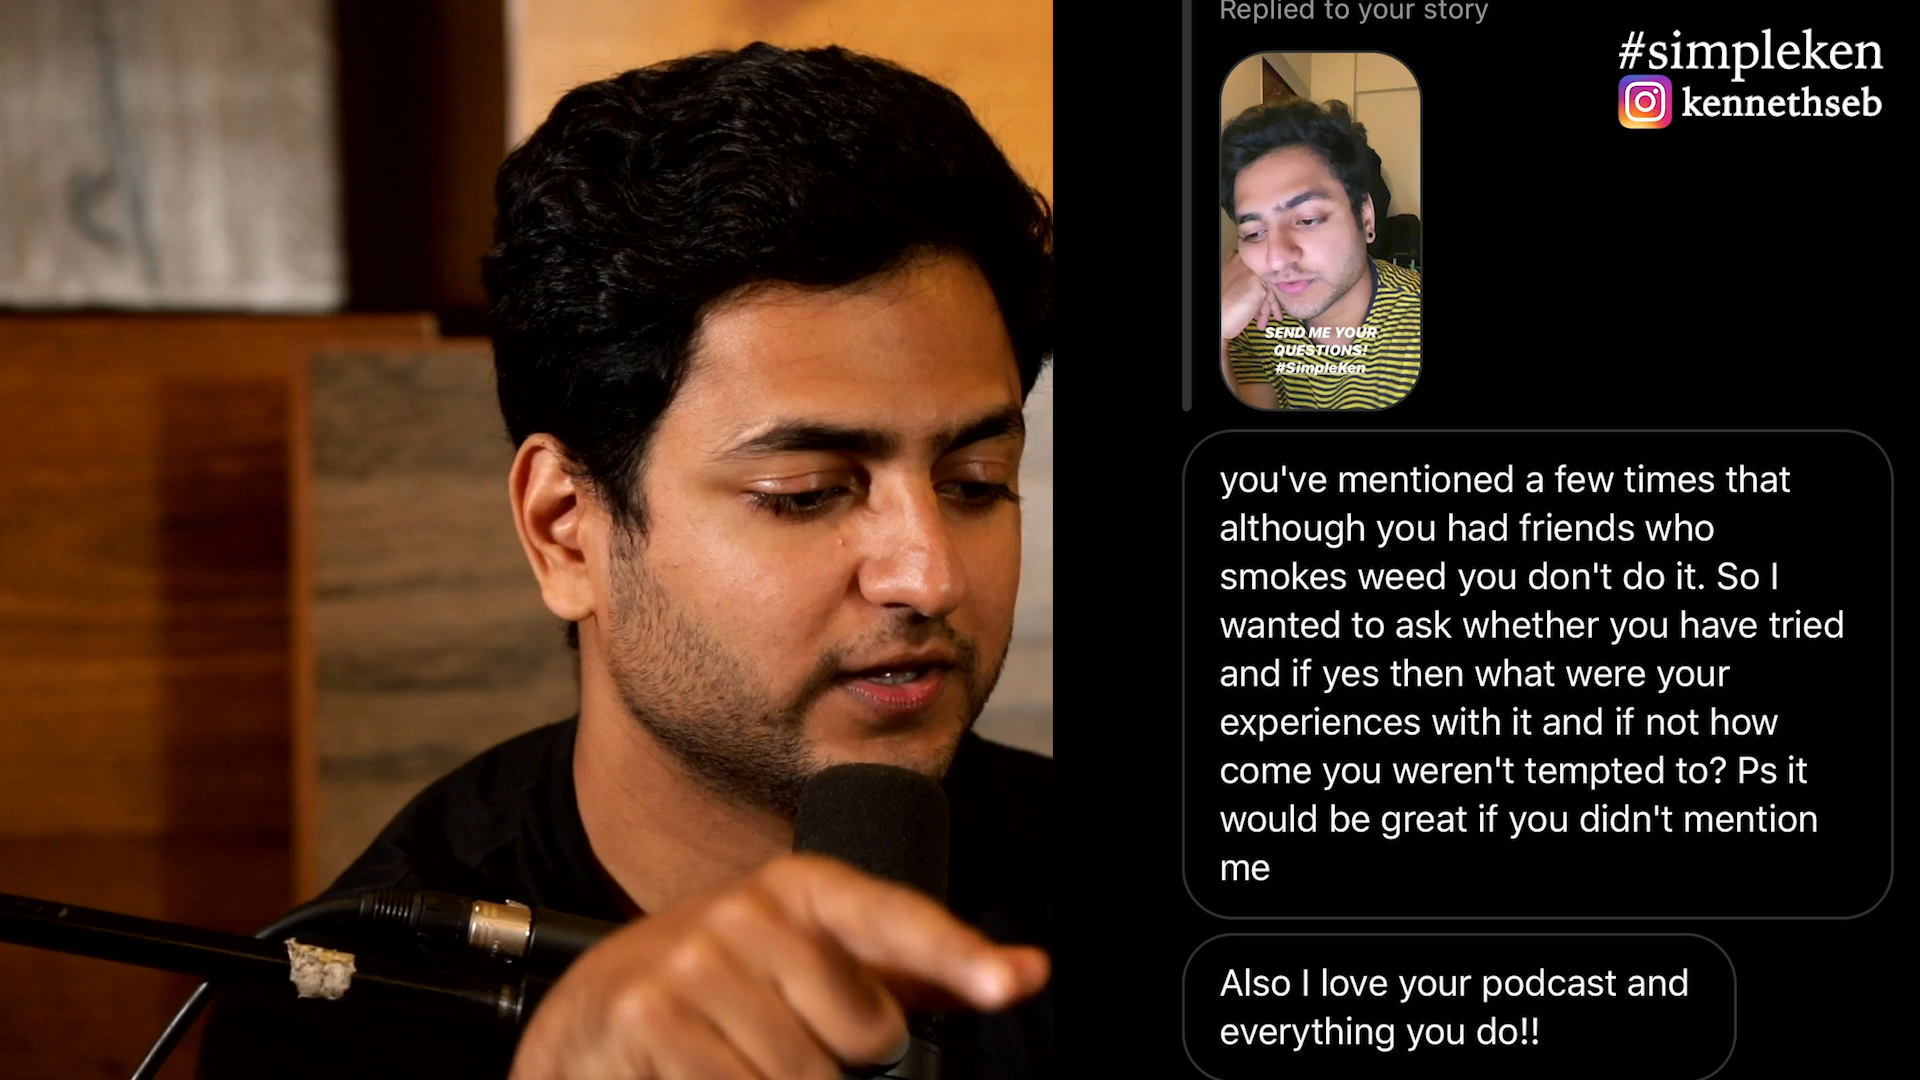 Replied to your story
#simpleken
kennethseb
SEND ME YOUR
QUESTIONS!
#SimpleKen
you've mentioned a few times that
although you had friends who
smokes weed you don't do it. So I
wanted to ask whether you have tried
and if yes then what were your
experiences with it and if not how
come you weren't tempted to? Ps it
would be great if you didn't mention
me
Also I love your podcast and
everything you do!!